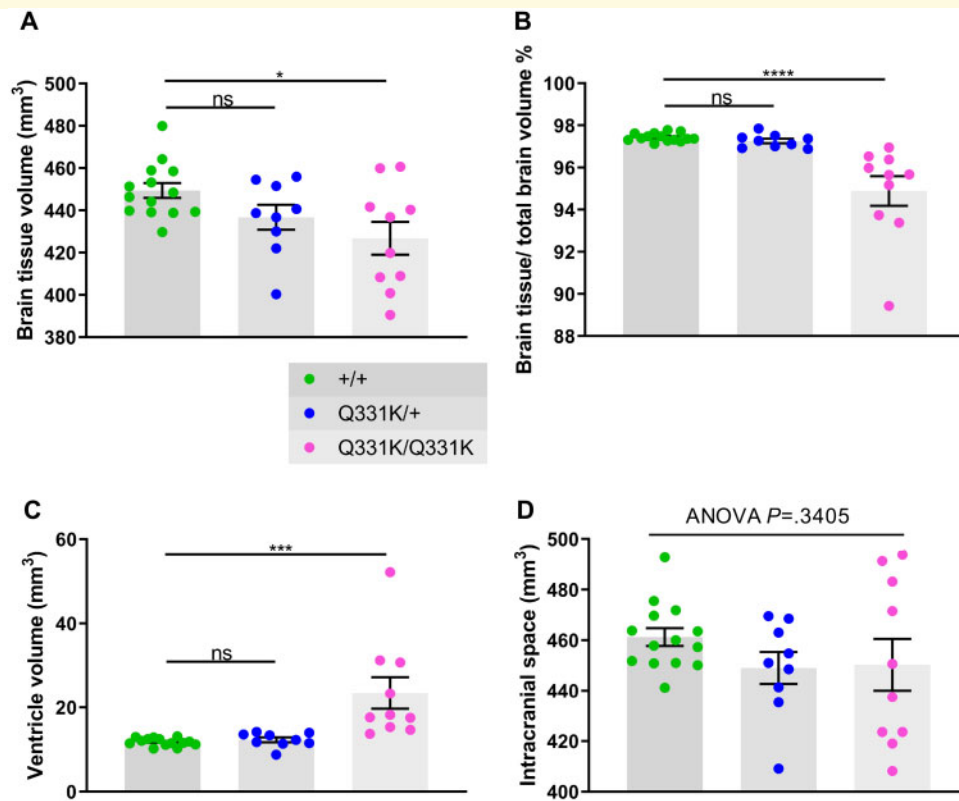 A
Brain tissue volume (mm³)
500
480
460
440
420
400
380
*
ns
B
Brain tissue/ total brain volume %
100
98
96
94
92
90
88
****
ns
+/+
Q331K/+
Q331K/Q331K
C
Ventricle volume (mm³)
60
40
20
0
***
ns
D
ANOVA P=.3405
Intracranial space (mm³)
500
480
460
440
420
400